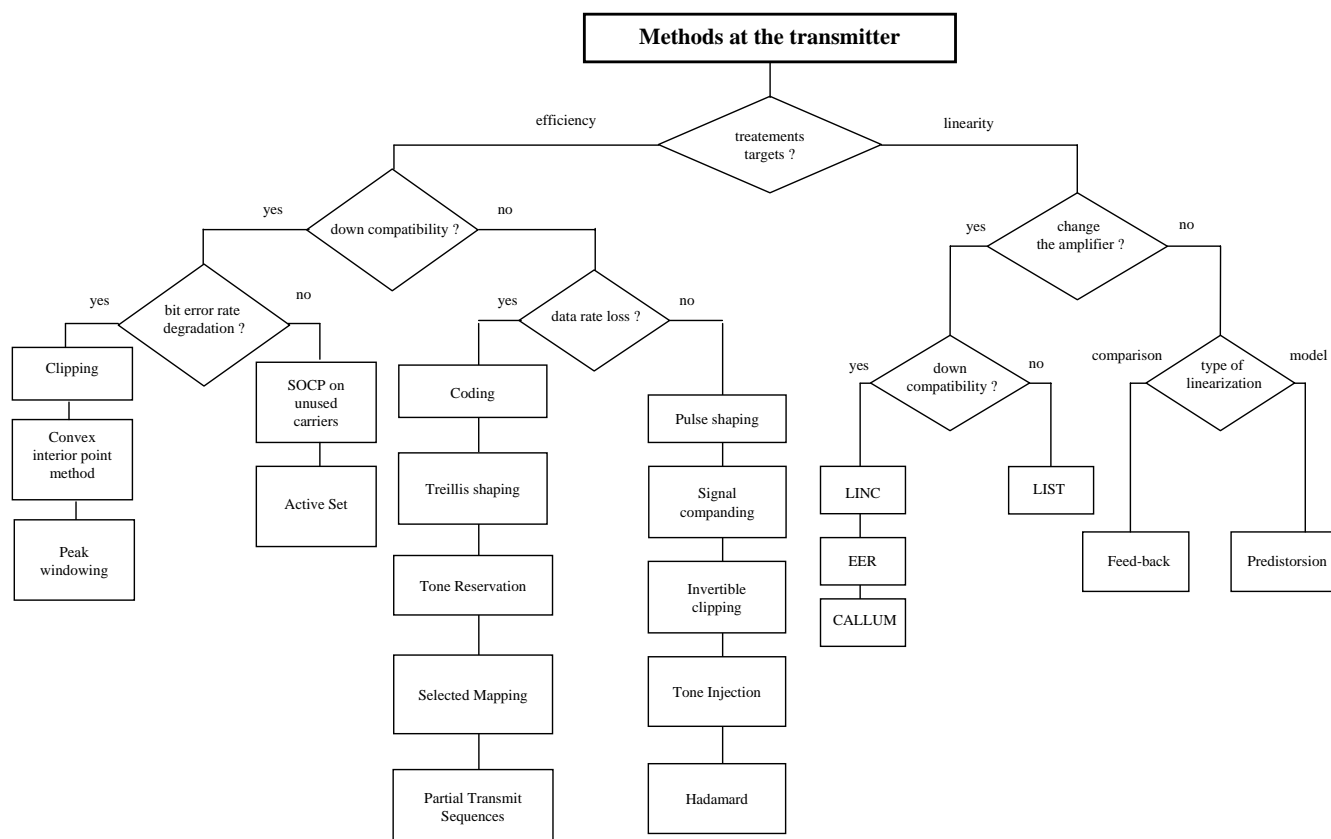 Methods at the transmitter
efficiency
linearity
treatements
targets ?
yes
down compatibility ?
no
yes
change
the amplifier ?
no
yes
bit error rate
degradation ?
no
yes
data rate loss ?
no
yes
down
compatibility ?
no
comparison
type of
linearization
model
Clipping
SOCP on
unused
carriers
Coding
Pulse shaping
Convex
interior point
method
Treillis shaping
Signal
companding
LINC
LIST
Active Set
Peak
windowing
EER
Feed-back
Predistorsion
Tone Reservation
Invertible
clipping
CALLUM
Selected Mapping
Tone Injection
Partial Transmit
Sequences
Hadamard